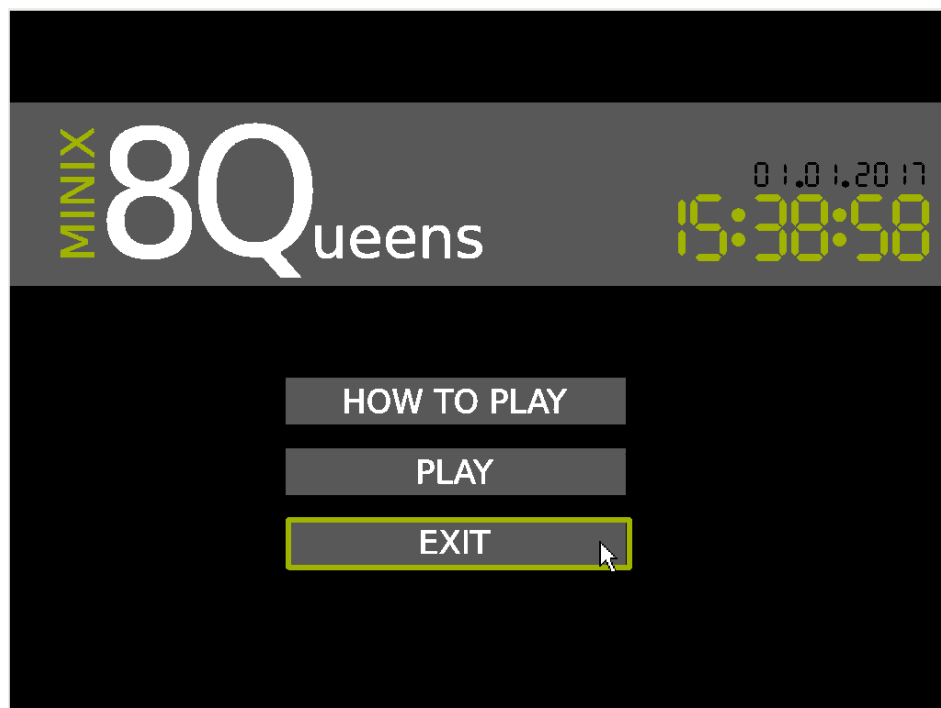 MINIX
8Queens
01.01.2017
15:38:58
HOW TO PLAY
PLAY
EXIT